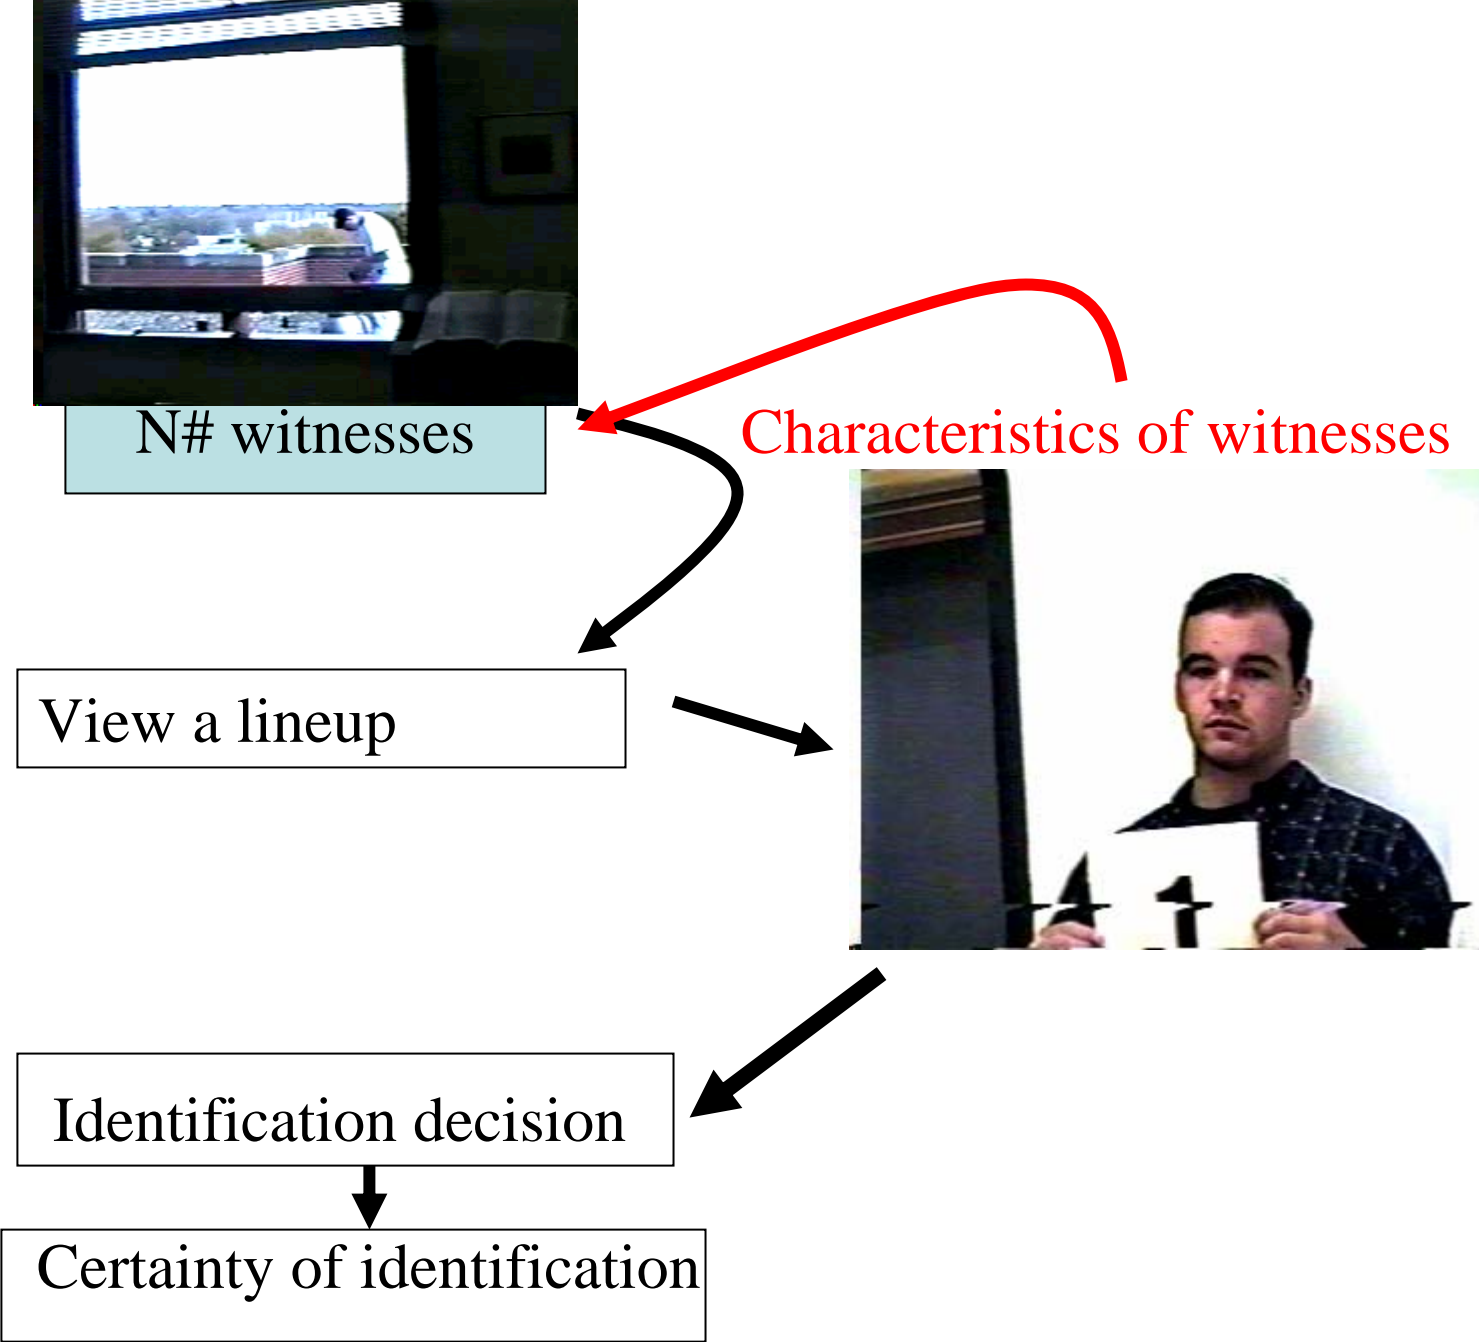 N# witnesses
Characteristics of witnesses
View a lineup
1
Identification decision
Certainty of identification